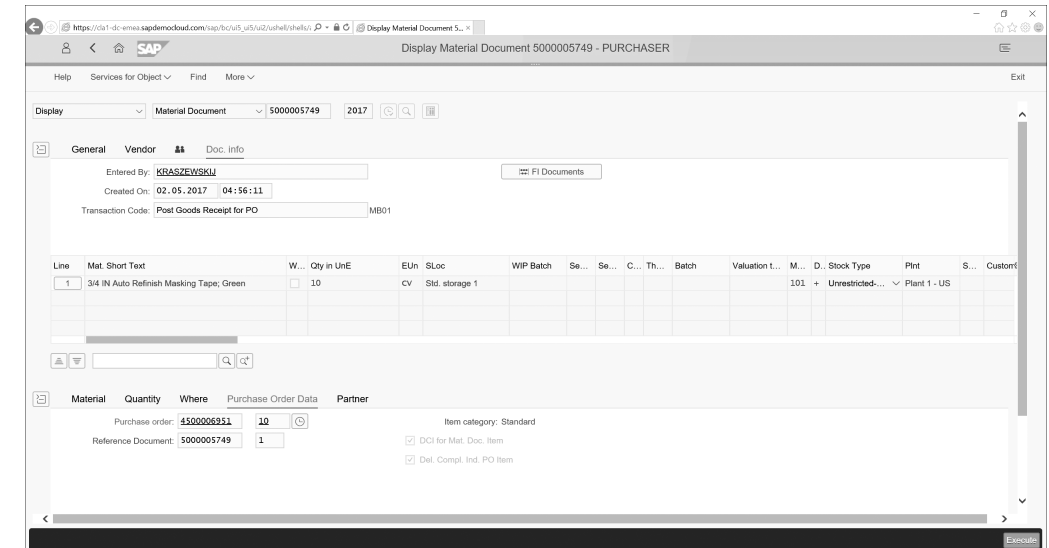 https://cla1-dc-emea.sapdemocloud.com/sap/bc/ui5_ui5/ui2/ushell/shells/ Display Material Document 5... ×
SAP Display Material Document 5000005749 - PURCHASER
Help Services for Object Find More Exit
Display Material Document 5000005749 2017
General Vendor Doc. info
Entered By: KRASZEWSKIJ FI Documents
Created On: 02.05.2017 04:56:11
Transaction Code: Post Goods Receipt for PO MB01
Line Mat. Short Text W... Qty in UnE EUn SLoc WIP Batch Se... Se... C... Th... Batch Valuation t... M... D.. Stock Type Plnt S... Custom
1 3/4 IN Auto Refinish Masking Tape; Green 10 CV Std. storage 1 101 + Unrestricted-... Plant 1 - US
Material Quantity Where Purchase Order Data Partner
Purchase order: 4500006951 10 Item category: Standard
Reference Document: 5000005749 1 DCI for Mat. Doc. Item
Del. Compl. Ind. PO Item
Execute